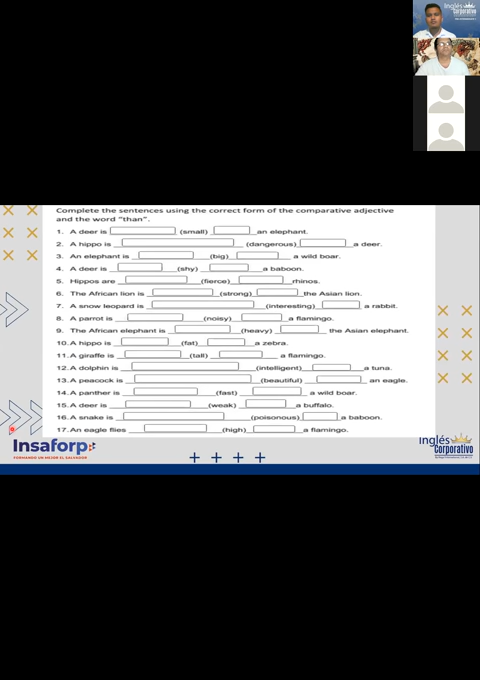 Inglés
Corporativo
Complete the sentences using the correct form of the comparative adjective
and the word "than".
1. A deer is (small) an elephant.
2. A hippo is (dangerous) a deer.
3. An elephant is (big) a wild boar.
4. A deer is (shy) a baboon.
5. Hippos are (fierce) rhinos.
6. The African lion is (strong) the Asian lion.
7. A snow leopard is (interesting) a rabbit.
8. A parrot is (noisy) a flamingo.
9. The African elephant is (heavy) the Asian elephant.
10. A hippo is (fat) a zebra.
11. A giraffe is (tall) a flamingo.
12. A dolphin is (intelligent) a tuna.
13. A peacock is (beautiful) an eagle.
14. A panther is (fast) a wild boar.
15. A deer is (weak) a buffalo.
16. A snake is (poisonous) a baboon.
17. An eagle flies (high) a flamingo.
Insaforp
FORMANDO UN MEJOR EL SALVADOR
Inglés
Corporativo